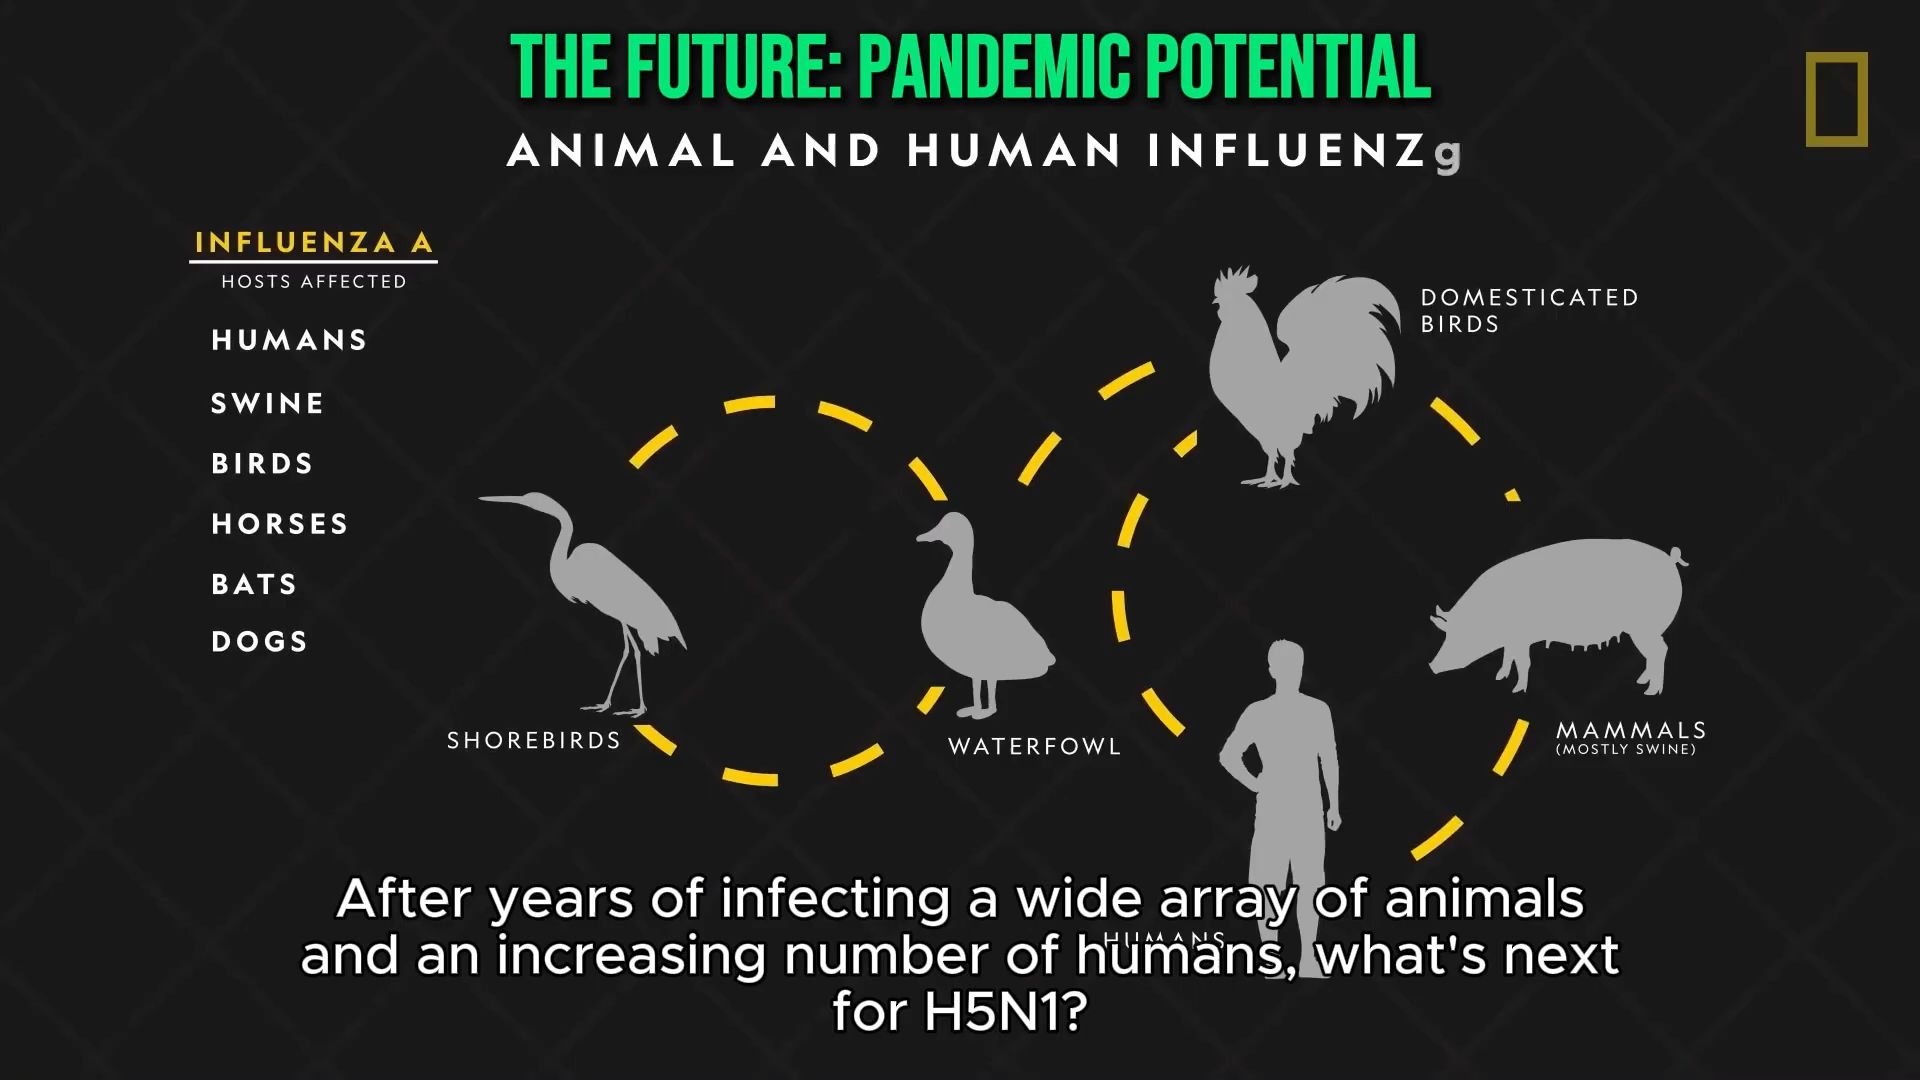 THE FUTURE: PANDEMIC POTENTIAL
ANIMAL AND HUMAN INFLUENZg
INFLUENZA A
HOSTS AFFECTED
HUMANS
SWINE
BIRDS
HORSES
BATS
DOGS
DOMESTICATED
BIRDS
SHOREBIRDS
WATERFOWL
MAMMALS
(MOSTLY SWINE)
HUMANS
After years of infecting a wide array of animals
and an increasing number of humans, what's next
for H5N1?